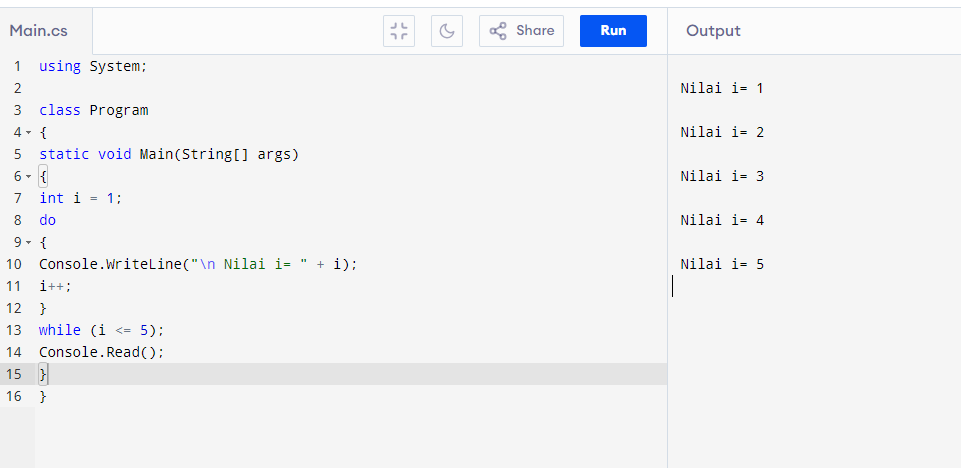 Main.cs Share Run Output
1 using System;
2
3 class Program
4 {
5 static void Main(String[] args)
6 {
7 int i = 1;
8 do
9 {
10 Console.WriteLine("\n Nilai i= " + i);
11 i++;
12 }
13 while (i <= 5);
14 Console.Read();
15 }
16 }
Nilai i= 1
Nilai i= 2
Nilai i= 3
Nilai i= 4
Nilai i= 5